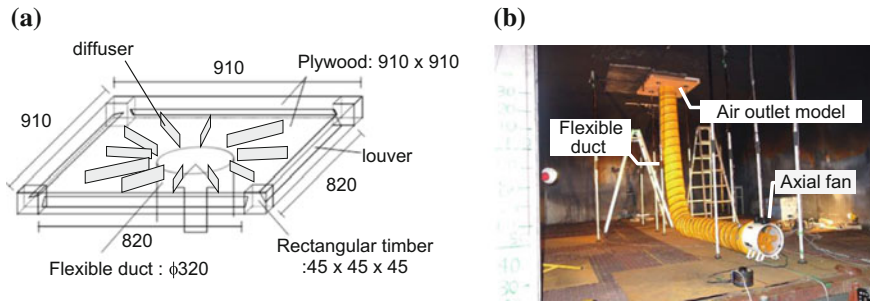 (a)
diffuser
910
Plywood: 910 x 910
910
louver
820
820
Flexible duct : ϕ320
Rectangular timber
:45 x 45 x 45
(b)
Air outlet model
Flexible
duct
Axial fan